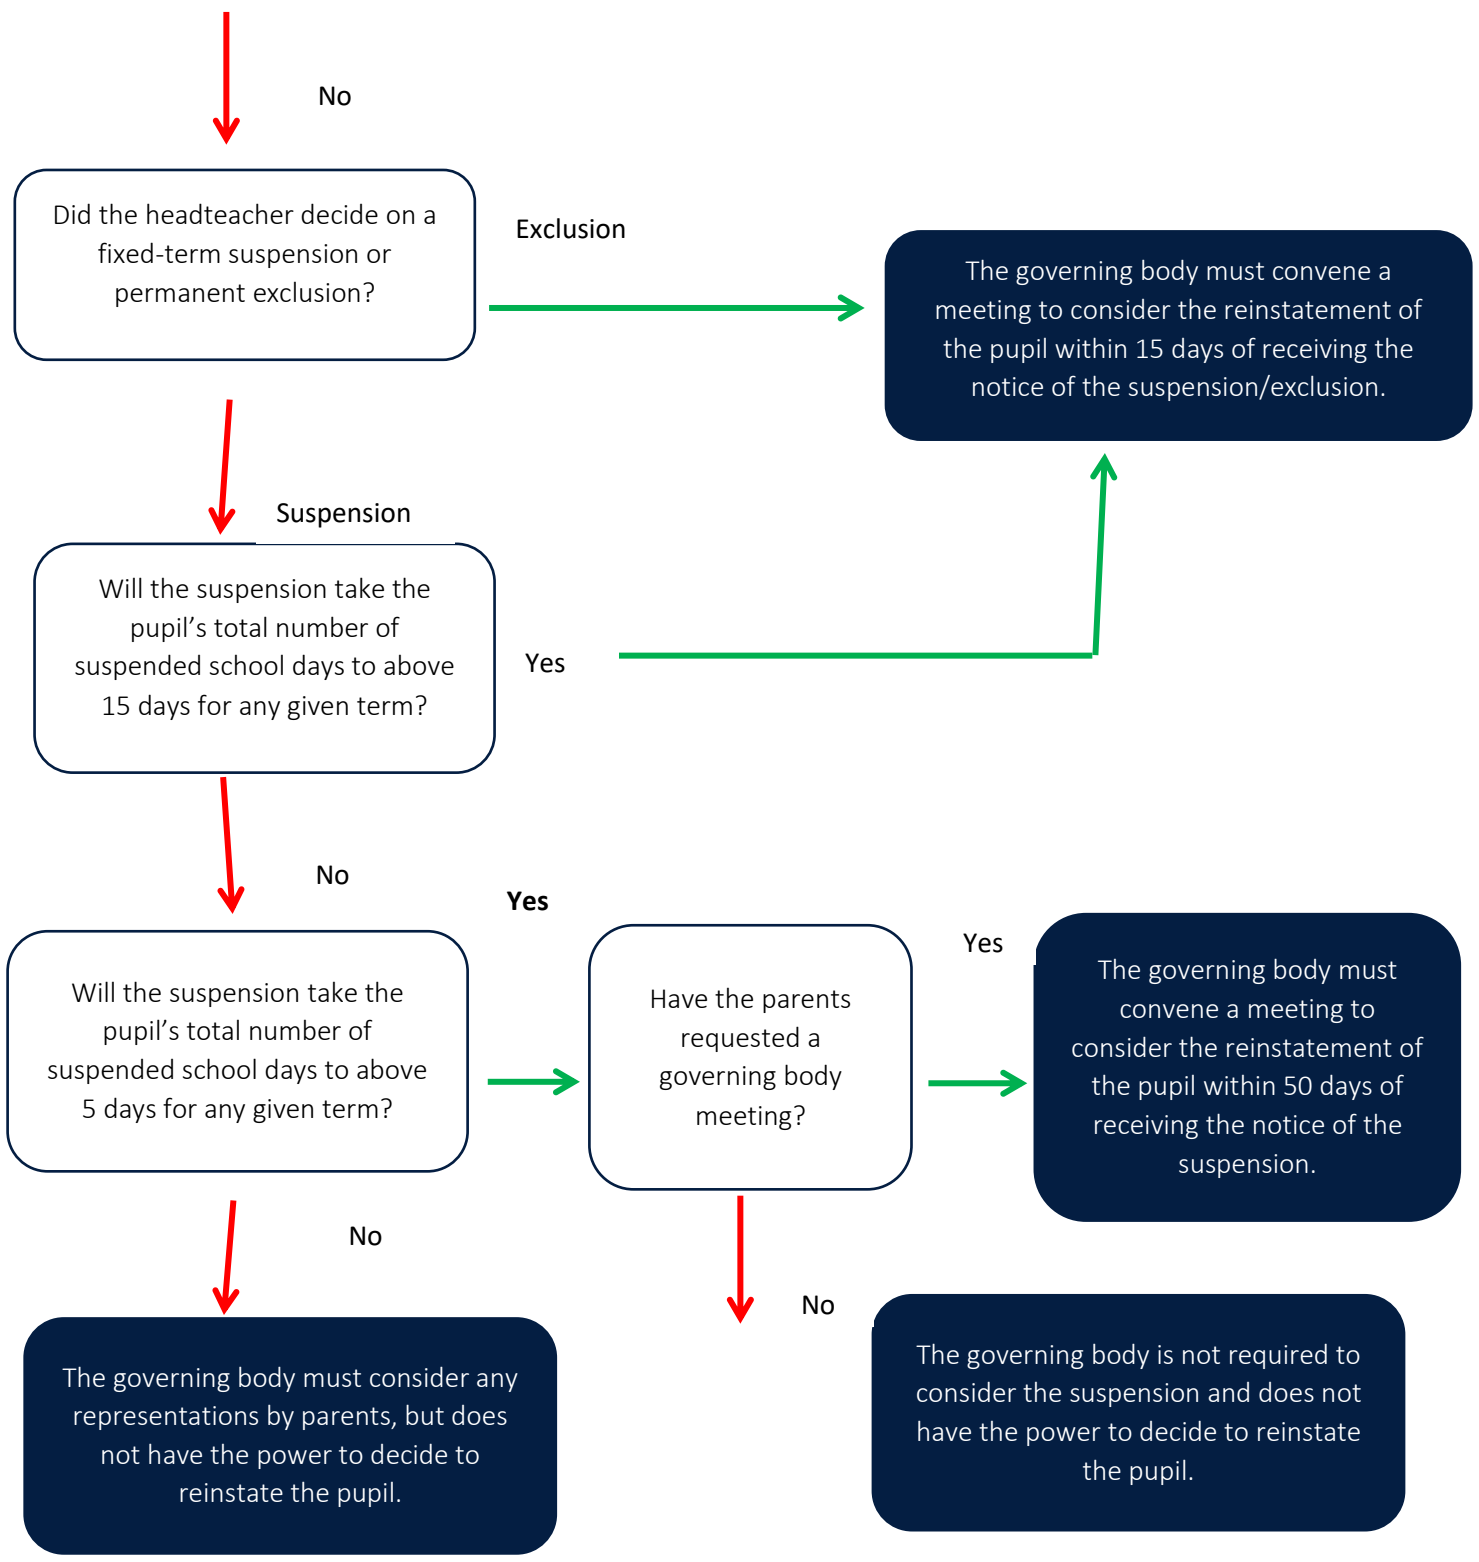 No
Did the headteacher decide on a
fixed-term suspension or
permanent exclusion?
Exclusion
The governing body must convene a
meeting to consider the reinstatement of
the pupil within 15 days of receiving the
notice of the suspension/exclusion.
Suspension
Will the suspension take the
pupil’s total number of
suspended school days to above
15 days for any given term?
Yes
No
Yes
Will the suspension take the
pupil’s total number of
suspended school days to above
5 days for any given term?
Have the parents
requested a
governing body
meeting?
Yes
The governing body must
convene a meeting to
consider the reinstatement of
the pupil within 50 days of
receiving the notice of the
suspension.
No
No
The governing body must consider any
representations by parents, but does
not have the power to decide to
reinstate the pupil.
The governing body is not required to
consider the suspension and does not
have the power to decide to reinstate
the pupil.